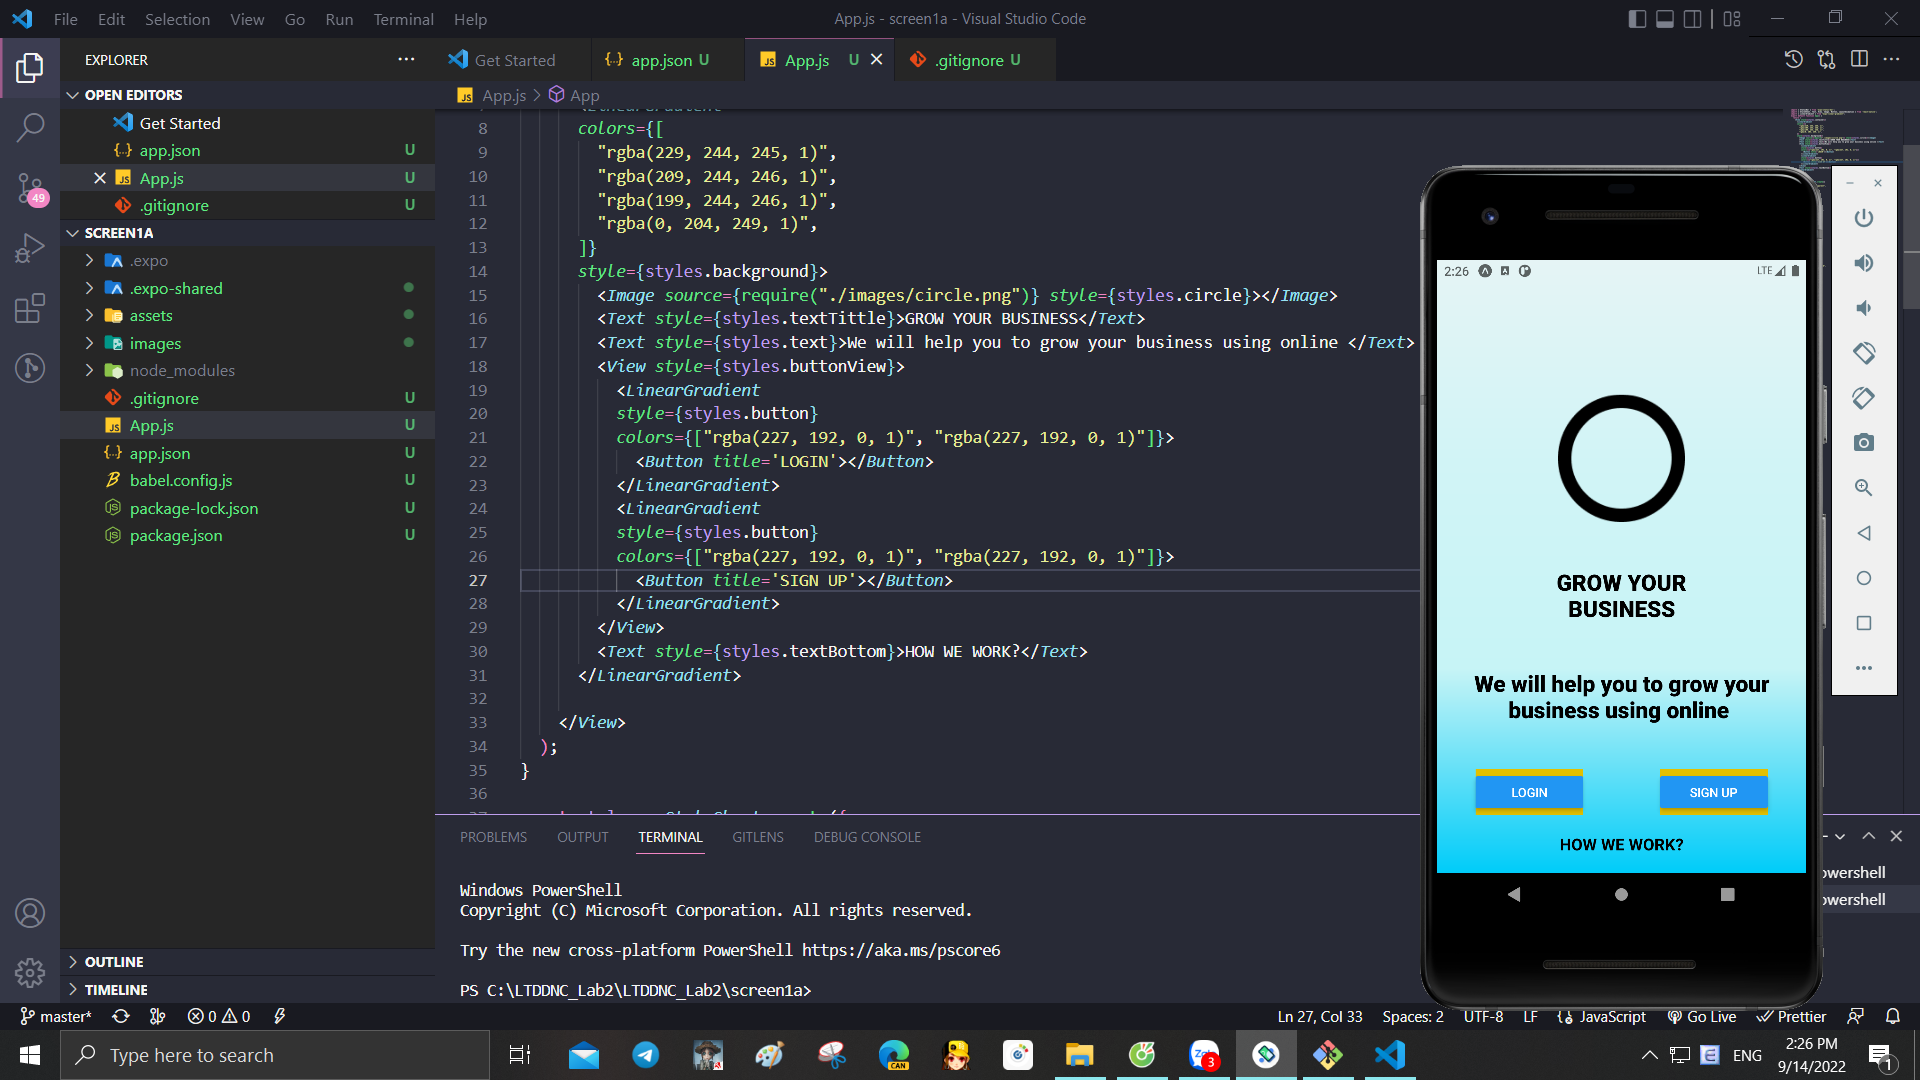 File Edit Selection View Go Run Terminal Help
App.js - screen1a - Visual Studio Code
EXPLORER
Get Started
app.json U
App.js U
.gitignore U
OPEN EDITORS
Get Started
app.json U
App.js U
.gitignore U
SCREEN1A
.expo
.expo-shared
assets
images
node_modules
.gitignore U
App.js U
app.json U
babel.config.js U
package-lock.json U
package.json U
OUTLINE
TIMELINE
49
App.js > App
8 colors={[
9 "rgba(229, 244, 245, 1)",
10 "rgba(209, 244, 246, 1)",
11 "rgba(199, 244, 246, 1)",
12 "rgba(0, 204, 249, 1)",
13 ]}
14 style={styles.background}>
15 <Image source={require("./images/circle.png")} style={styles.circle}></Image>
16 <Text style={styles.textTittle}>GROW YOUR BUSINESS</Text>
17 <Text style={styles.text}>We will help you to grow your business using online </Text>
18 <View style={styles.buttonView}>
19 <LinearGradient
20 style={styles.button}
21 colors={["rgba(227, 192, 0, 1)", "rgba(227, 192, 0, 1)"]}>
22 <Button title='LOGIN'></Button>
23 </LinearGradient>
24 <LinearGradient
25 style={styles.button}
26 colors={["rgba(227, 192, 0, 1)", "rgba(227, 192, 0, 1)"]}>
27 <Button title='SIGN UP'></Button>
28 </LinearGradient>
29 </View>
30 <Text style={styles.textBottom}>HOW WE WORK?</Text>
31 </LinearGradient>
32
33 </View>
34 );
35 }
36
PROBLEMS OUTPUT TERMINAL GITLENS DEBUG CONSOLE
Windows PowerShell
Copyright (C) Microsoft Corporation. All rights reserved.
Try the new cross-platform PowerShell https://aka.ms/pscore6
PS C:\LTDDNC_Lab2\LTDDNC_Lab2\screen1a>
owershell
owershell
2:26
LTE
GROW YOUR
BUSINESS
We will help you to grow your
business using online
LOGIN
SIGN UP
HOW WE WORK?
master* 0 0
Ln 27, Col 33 Spaces: 2 UTF-8 LF JavaScript Go Live Prettier
Type here to search
CAN
3
ENG
2:26 PM
9/14/2022
1